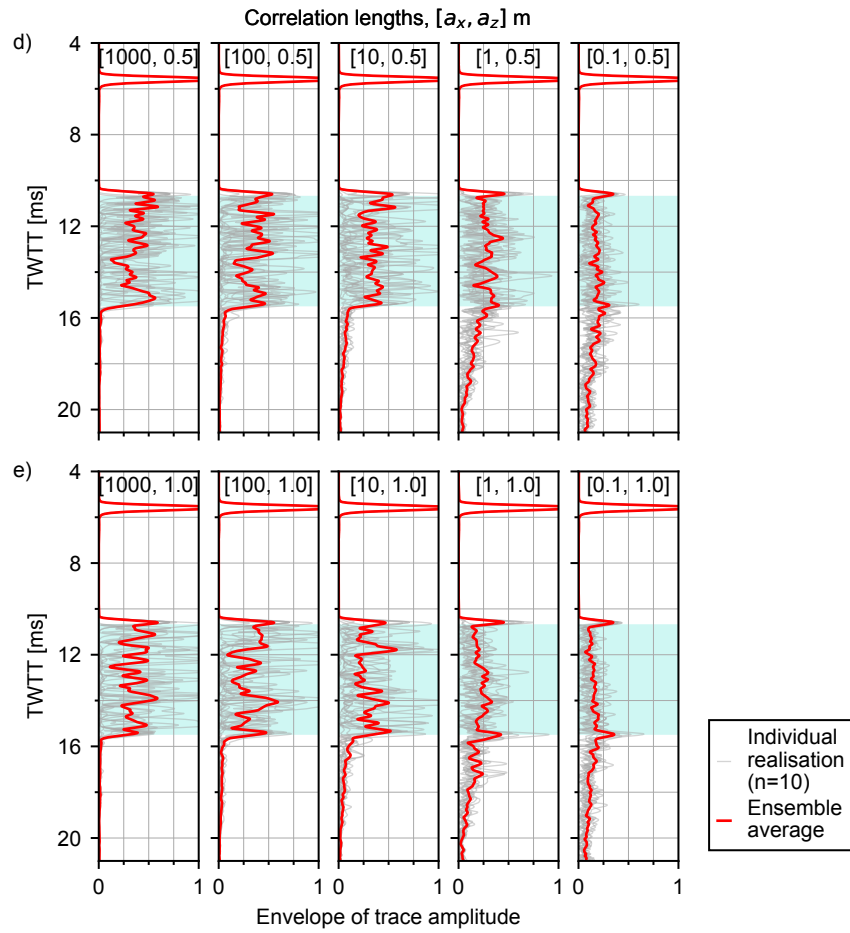 Correlation lengths, [aₓ, a_z] m
d)
[1000, 0.5] [100, 0.5] [10, 0.5] [1, 0.5] [0.1, 0.5]
4
8
12
16
20
TWTT [ms]
e)
[1000, 1.0] [100, 1.0] [10, 1.0] [1, 1.0] [0.1, 1.0]
4
8
12
16
20
TWTT [ms]
0 1 0 1 0 1 0 1 0 1
Envelope of trace amplitude
Individual
realisation
(n=10)
Ensemble
average